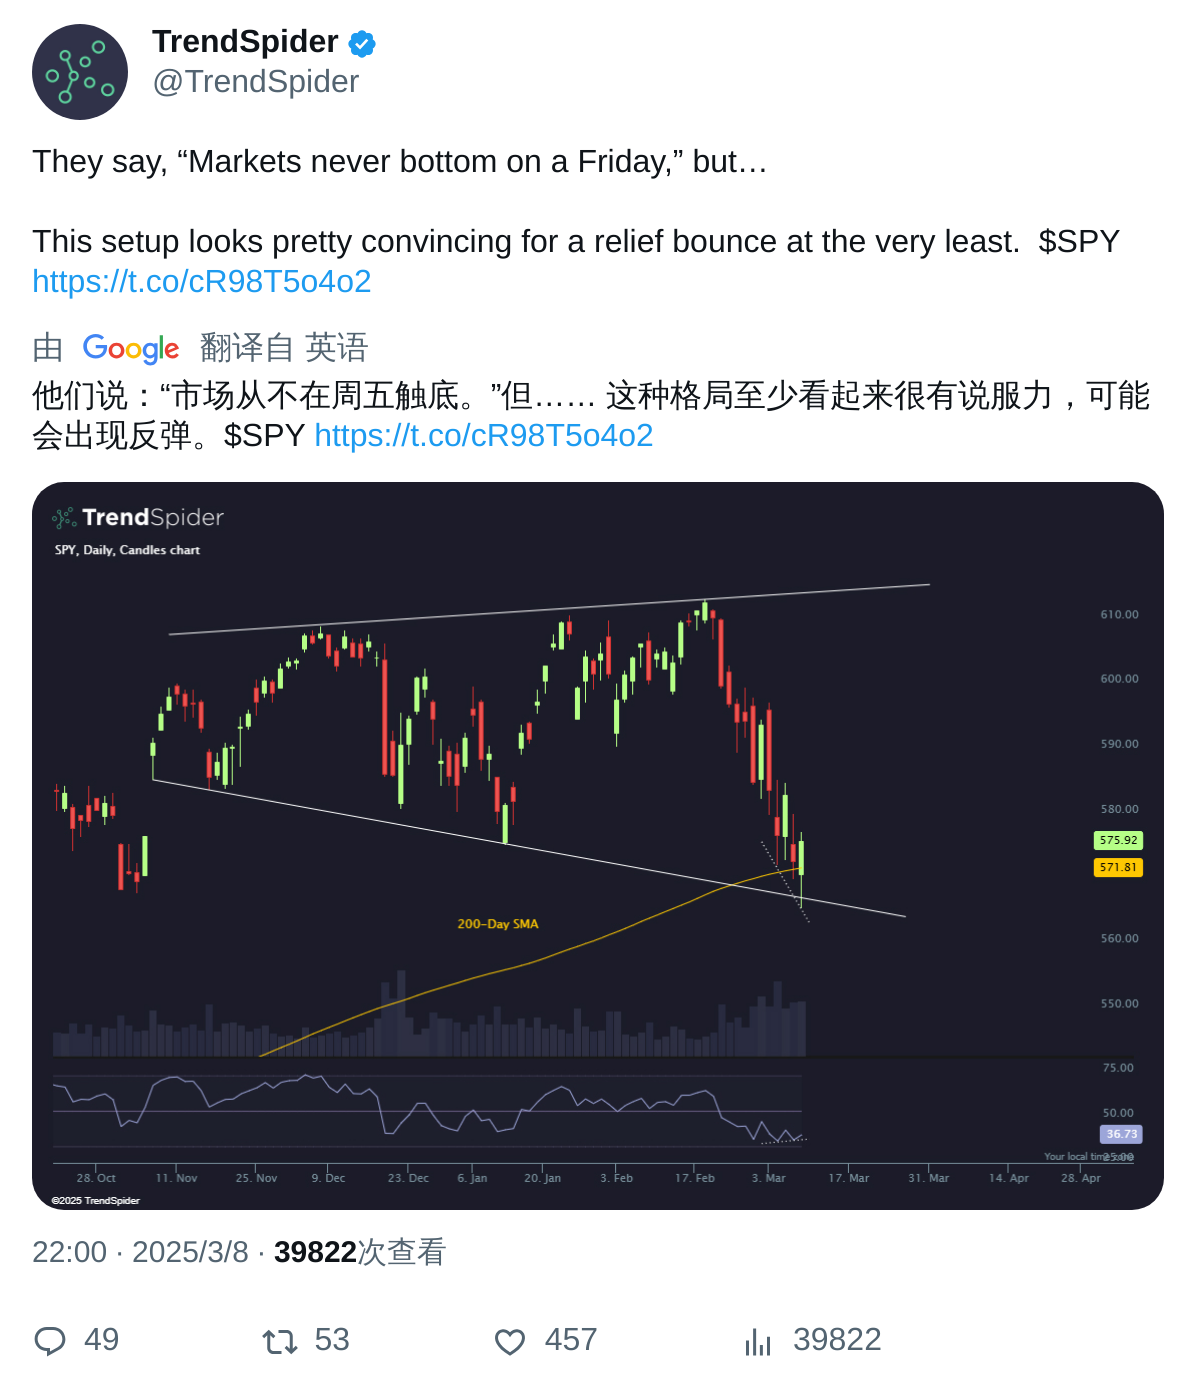 TrendSpider
@TrendSpider
They say, “Markets never bottom on a Friday,” but…
This setup looks pretty convincing for a relief bounce at the very least.  $SPY
https://t.co/cR98T5o4o2
由 Google 翻译自 英语
他们说：“市场从不在周五触底。”但…… 这种格局至少看起来很有说服力，可能
会出现反弹。$SPY https://t.co/cR98T5o4o2
TrendSpider
SPY, Daily, Candles chart
610.00
600.00
590.00
580.00
575.92
571.81
200-Day SMA
560.00
550.00
75.00
50.00
36.73
Your local time zone
25.00
28. Oct 11. Nov 25. Nov 9. Dec 23. Dec 6. Jan 20. Jan 3. Feb 17. Feb 3. Mar 17. Mar 31. Mar 14. Apr 28. Apr
©2025 TrendSpider
22:00 · 2025/3/8 · 39822次查看
49 53 457 39822